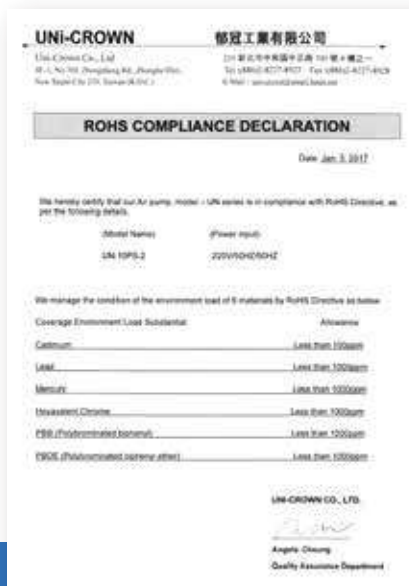 UNi-CROWN 郁冠工業有限公司
Uni-Crown Co., Ltd
ROHS COMPLIANCE DECLARATION
Date: Jan. 3, 2017
We hereby certify that our Air pump, model – UN series is in compliance with RoHS Directive, as
per the following details.
(Model Name) (Power input)
220V/50HZ/60HZ
We manage the condition of the environment load of 6 materials by RoHS Directive as below
Coverage Environment Load Substantial Allowance
Cadmium Less than 100ppm
Lead Less than 1000ppm
Mercury Less than 1000ppm
Hexavalent Chrome Less than 1000ppm
PBB (Polybrominated biphenyl) Less than 1000ppm
PBDE (Polybrominated biphenyl ether) Less than 1000ppm
UNI-CROWN CO., LTD.
Angela Cheung
Quality Assurance Department